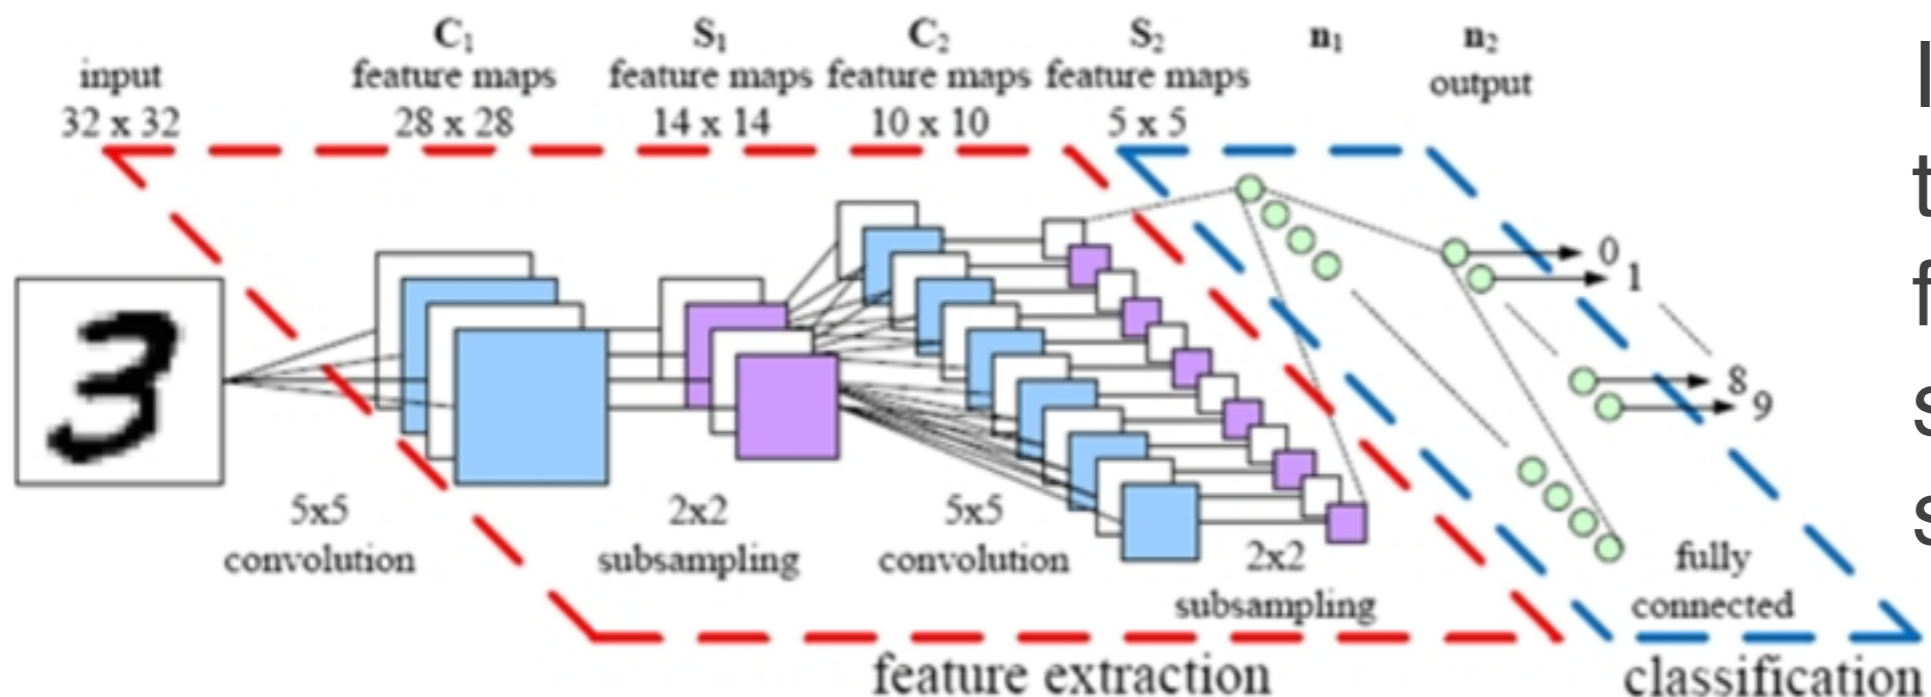 C₁ S₁ C₂ S₂ n₁ n₂
input feature maps feature maps feature maps feature maps output
32 x 32 28 x 28 14 x 14 10 x 10 5 x 5
3
0
1
8
9
5x5 2x2 5x5 2x2 fully
convolution subsampling convolution subsampling connected
feature extraction classification